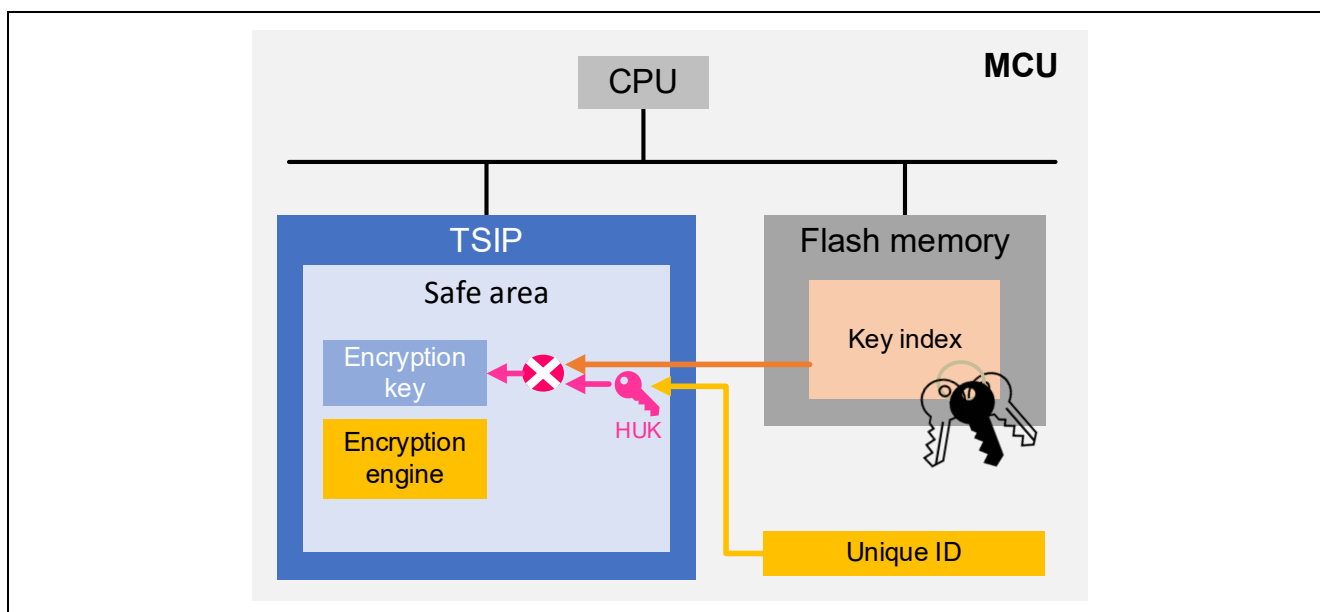 MCU
CPU
TSIP
Flash memory
Safe area
Key index
Encryption
key
HUK
Encryption
engine
Unique ID